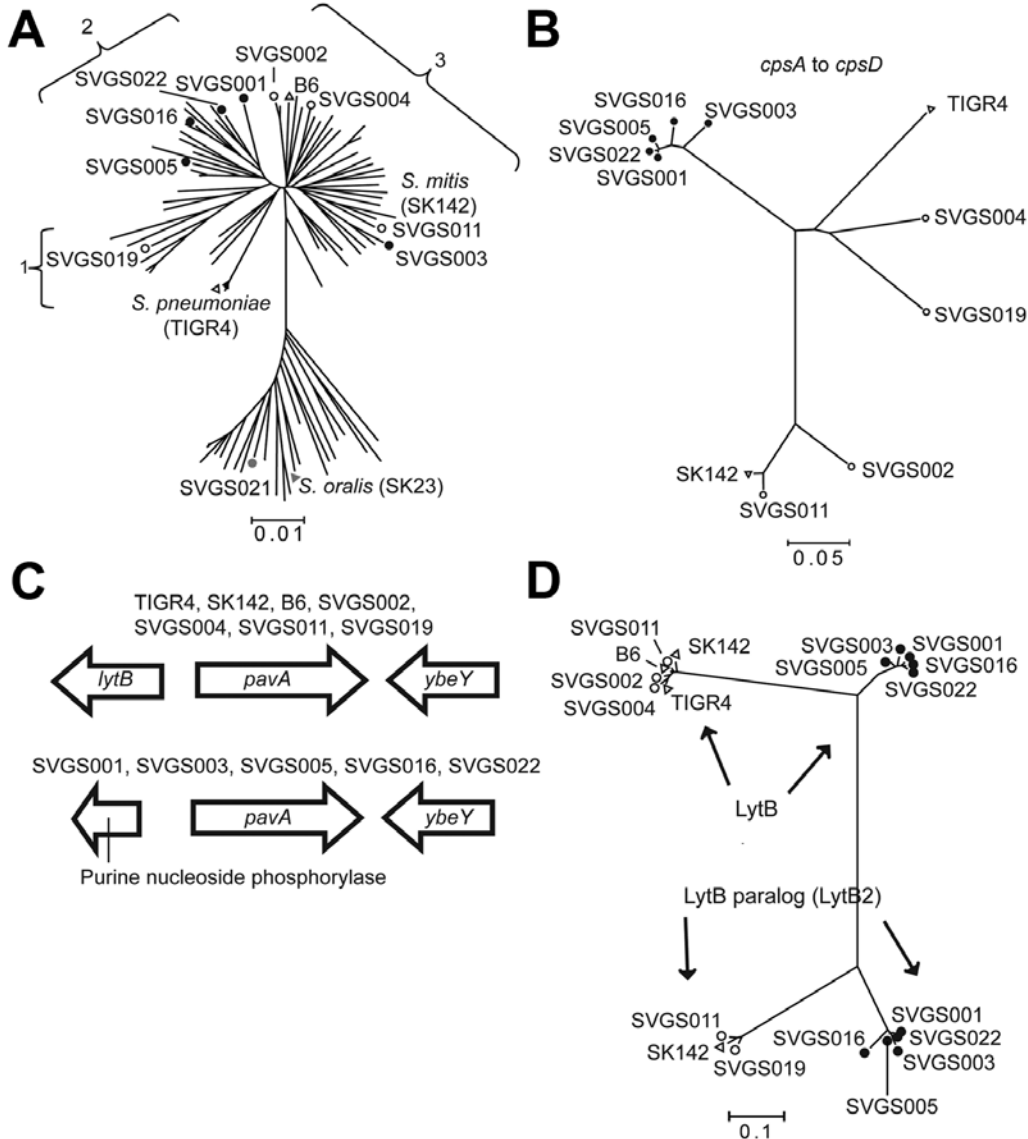 A
2
3
SVGS002
SVGS022
SVGS001
B6
SVGS004
SVGS016
SVGS005
S. mitis
(SK142)
SVGS011
SVGS003
1
SVGS019
S. pneumoniae
(TIGR4)
SVGS021
S. oralis (SK23)
0.01
B
cpsA to cpsD
SVGS016
SVGS003
TIGR4
SVGS005
SVGS022
SVGS001
SVGS004
SVGS019
SVGS002
SK142
SVGS011
0.05
C
TIGR4, SK142, B6, SVGS002,
SVGS004, SVGS011, SVGS019
lytB
pavA
ybeY
SVGS001, SVGS003, SVGS005, SVGS016, SVGS022
pavA
ybeY
Purine nucleoside phosphorylase
D
SVGS011
SK142
B6
SVGS002
SVGS004
TIGR4
SVGS003
SVGS001
SVGS005
SVGS016
SVGS022
LytB
LytB paralog (LytB2)
SVGS011
SK142
SVGS019
SVGS001
SVGS016
SVGS022
SVGS003
SVGS005
0.1